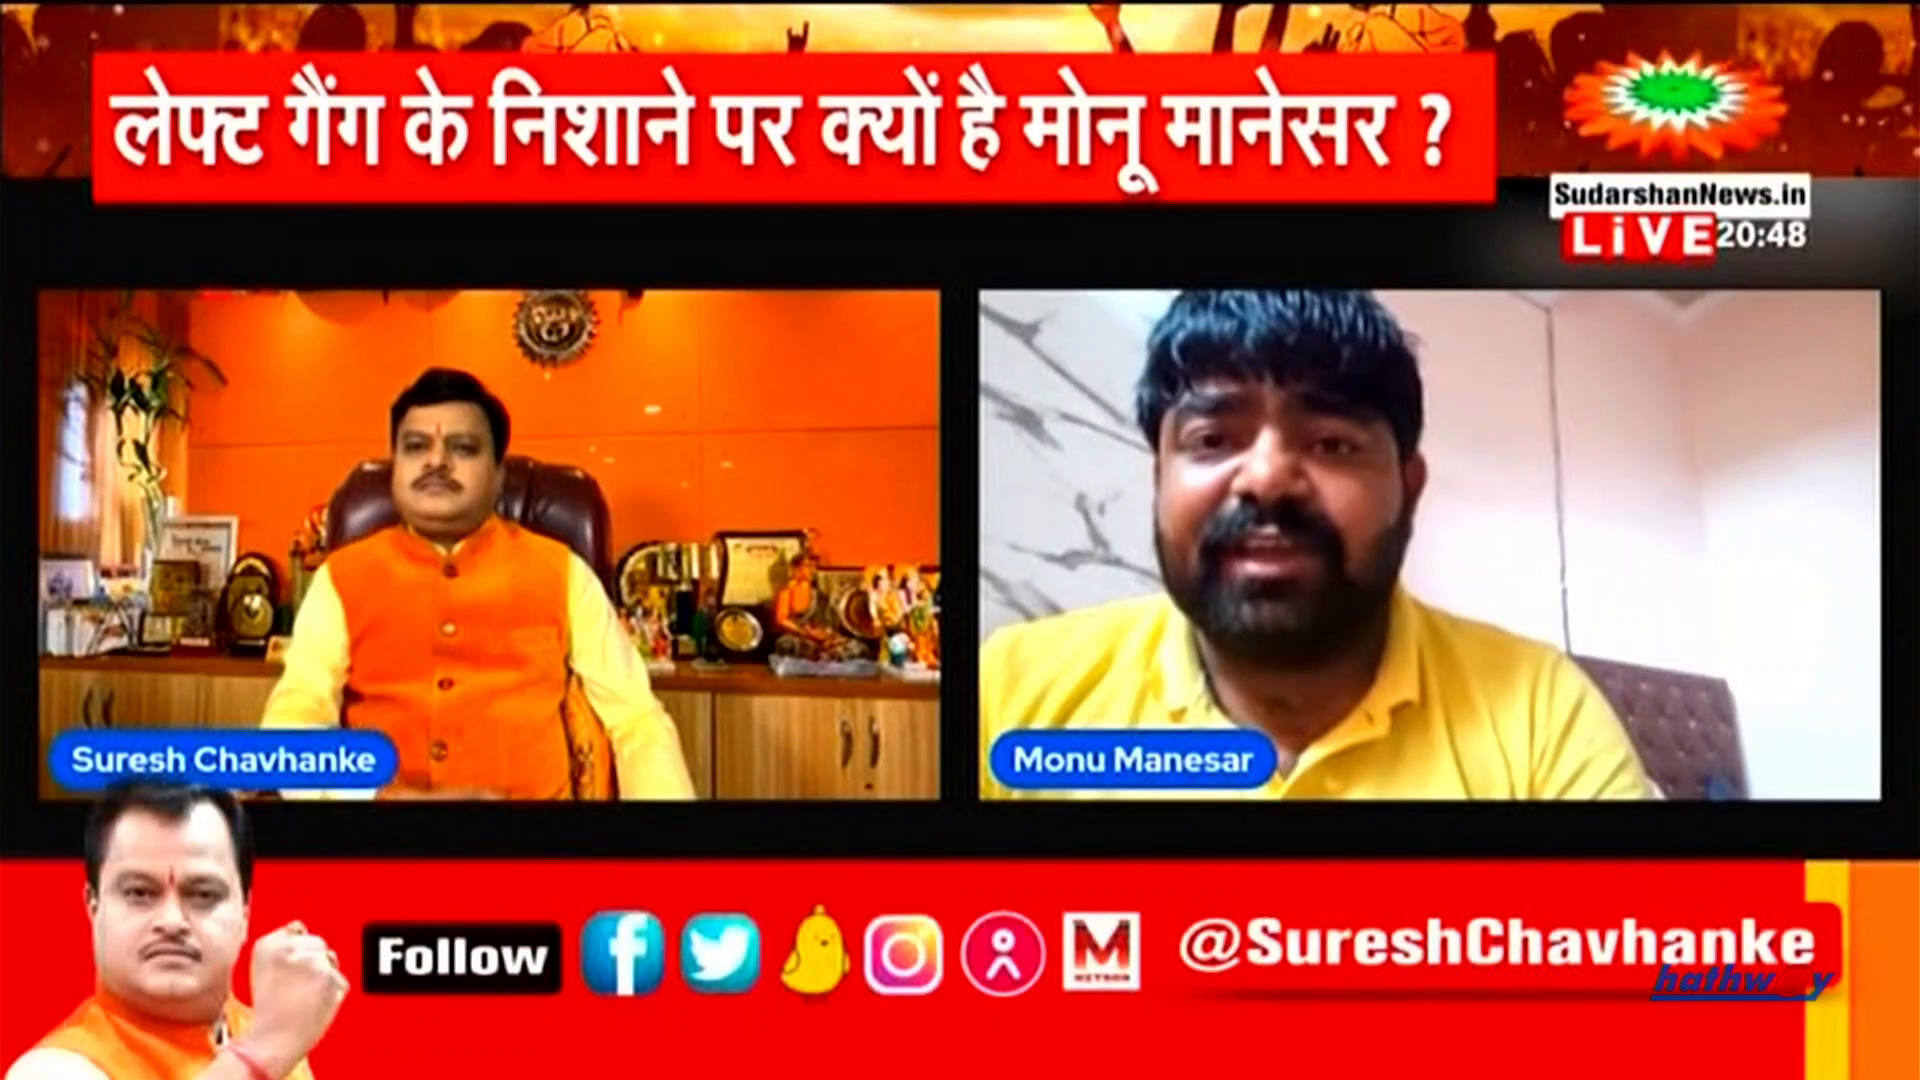 लेफ्ट गैंग के निशाने पर क्यों है मोनू मानेसर ?
SudarshanNews.in
LiVE 20:48
Suresh Chavhanke
Monu Manesar
Follow
M
@SureshChavhanke
hathway